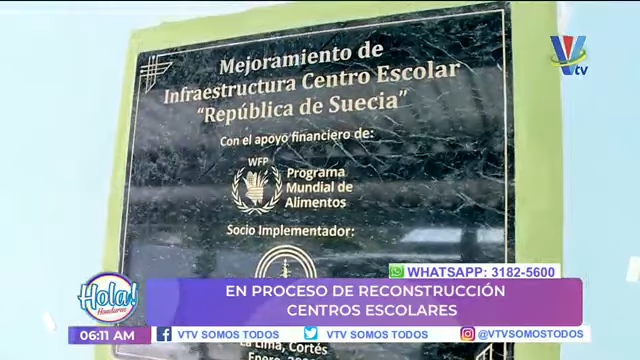 Mejoramiento de
Infraestructura Centro Escolar
"República de Suecia"
Con el apoyo financiero de:
WFP
Programa
Mundial de
Alimentos
Socio Implementador:
La Lima, Cortés
VTV
WHATSAPP: 3182-5600
Hola!
Honduras
EN PROCESO DE RECONSTRUCCIÓN
CENTROS ESCOLARES
06:11 AM
VTV SOMOS TODOS
VTV SOMOS TODOS
@VTVSOMOSTODOS